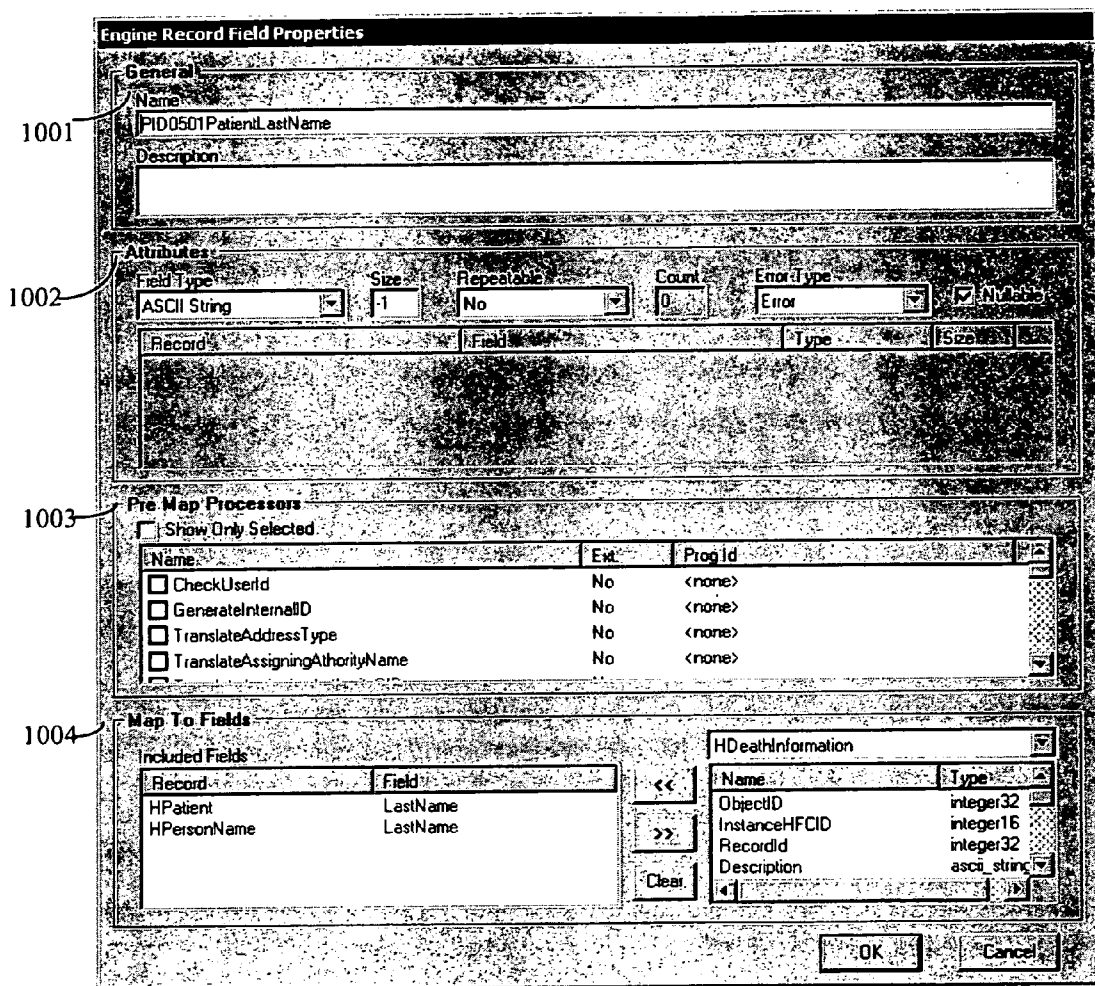 Engine Record Field Properties
General
1001
Name
PID0501PatientLastName
Description
1002
Attributes
Field Type
Size
Repeatable
Count
Error Type
ASCII String
-1
No
0
Error
Nullable
Record
Field
Type
Size
1003
Pre Map Processors
Show Only Selected
Name
Ext.
Prog Id
CheckUserId
No
<none>
GenerateInternalID
No
<none>
TranslateAddressType
No
<none>
TranslateAssigningAthorityName
No
<none>
1004
Map To Fields
Included Fields
HDeathInformation
Record
Field
HPatient
LastName
HPersonName
LastName
<<
>>
Clear
Name
Type
ObjectID
integer32
InstanceHFCID
integer16
RecordId
integer32
Description
ascii_string
OK
Cancel